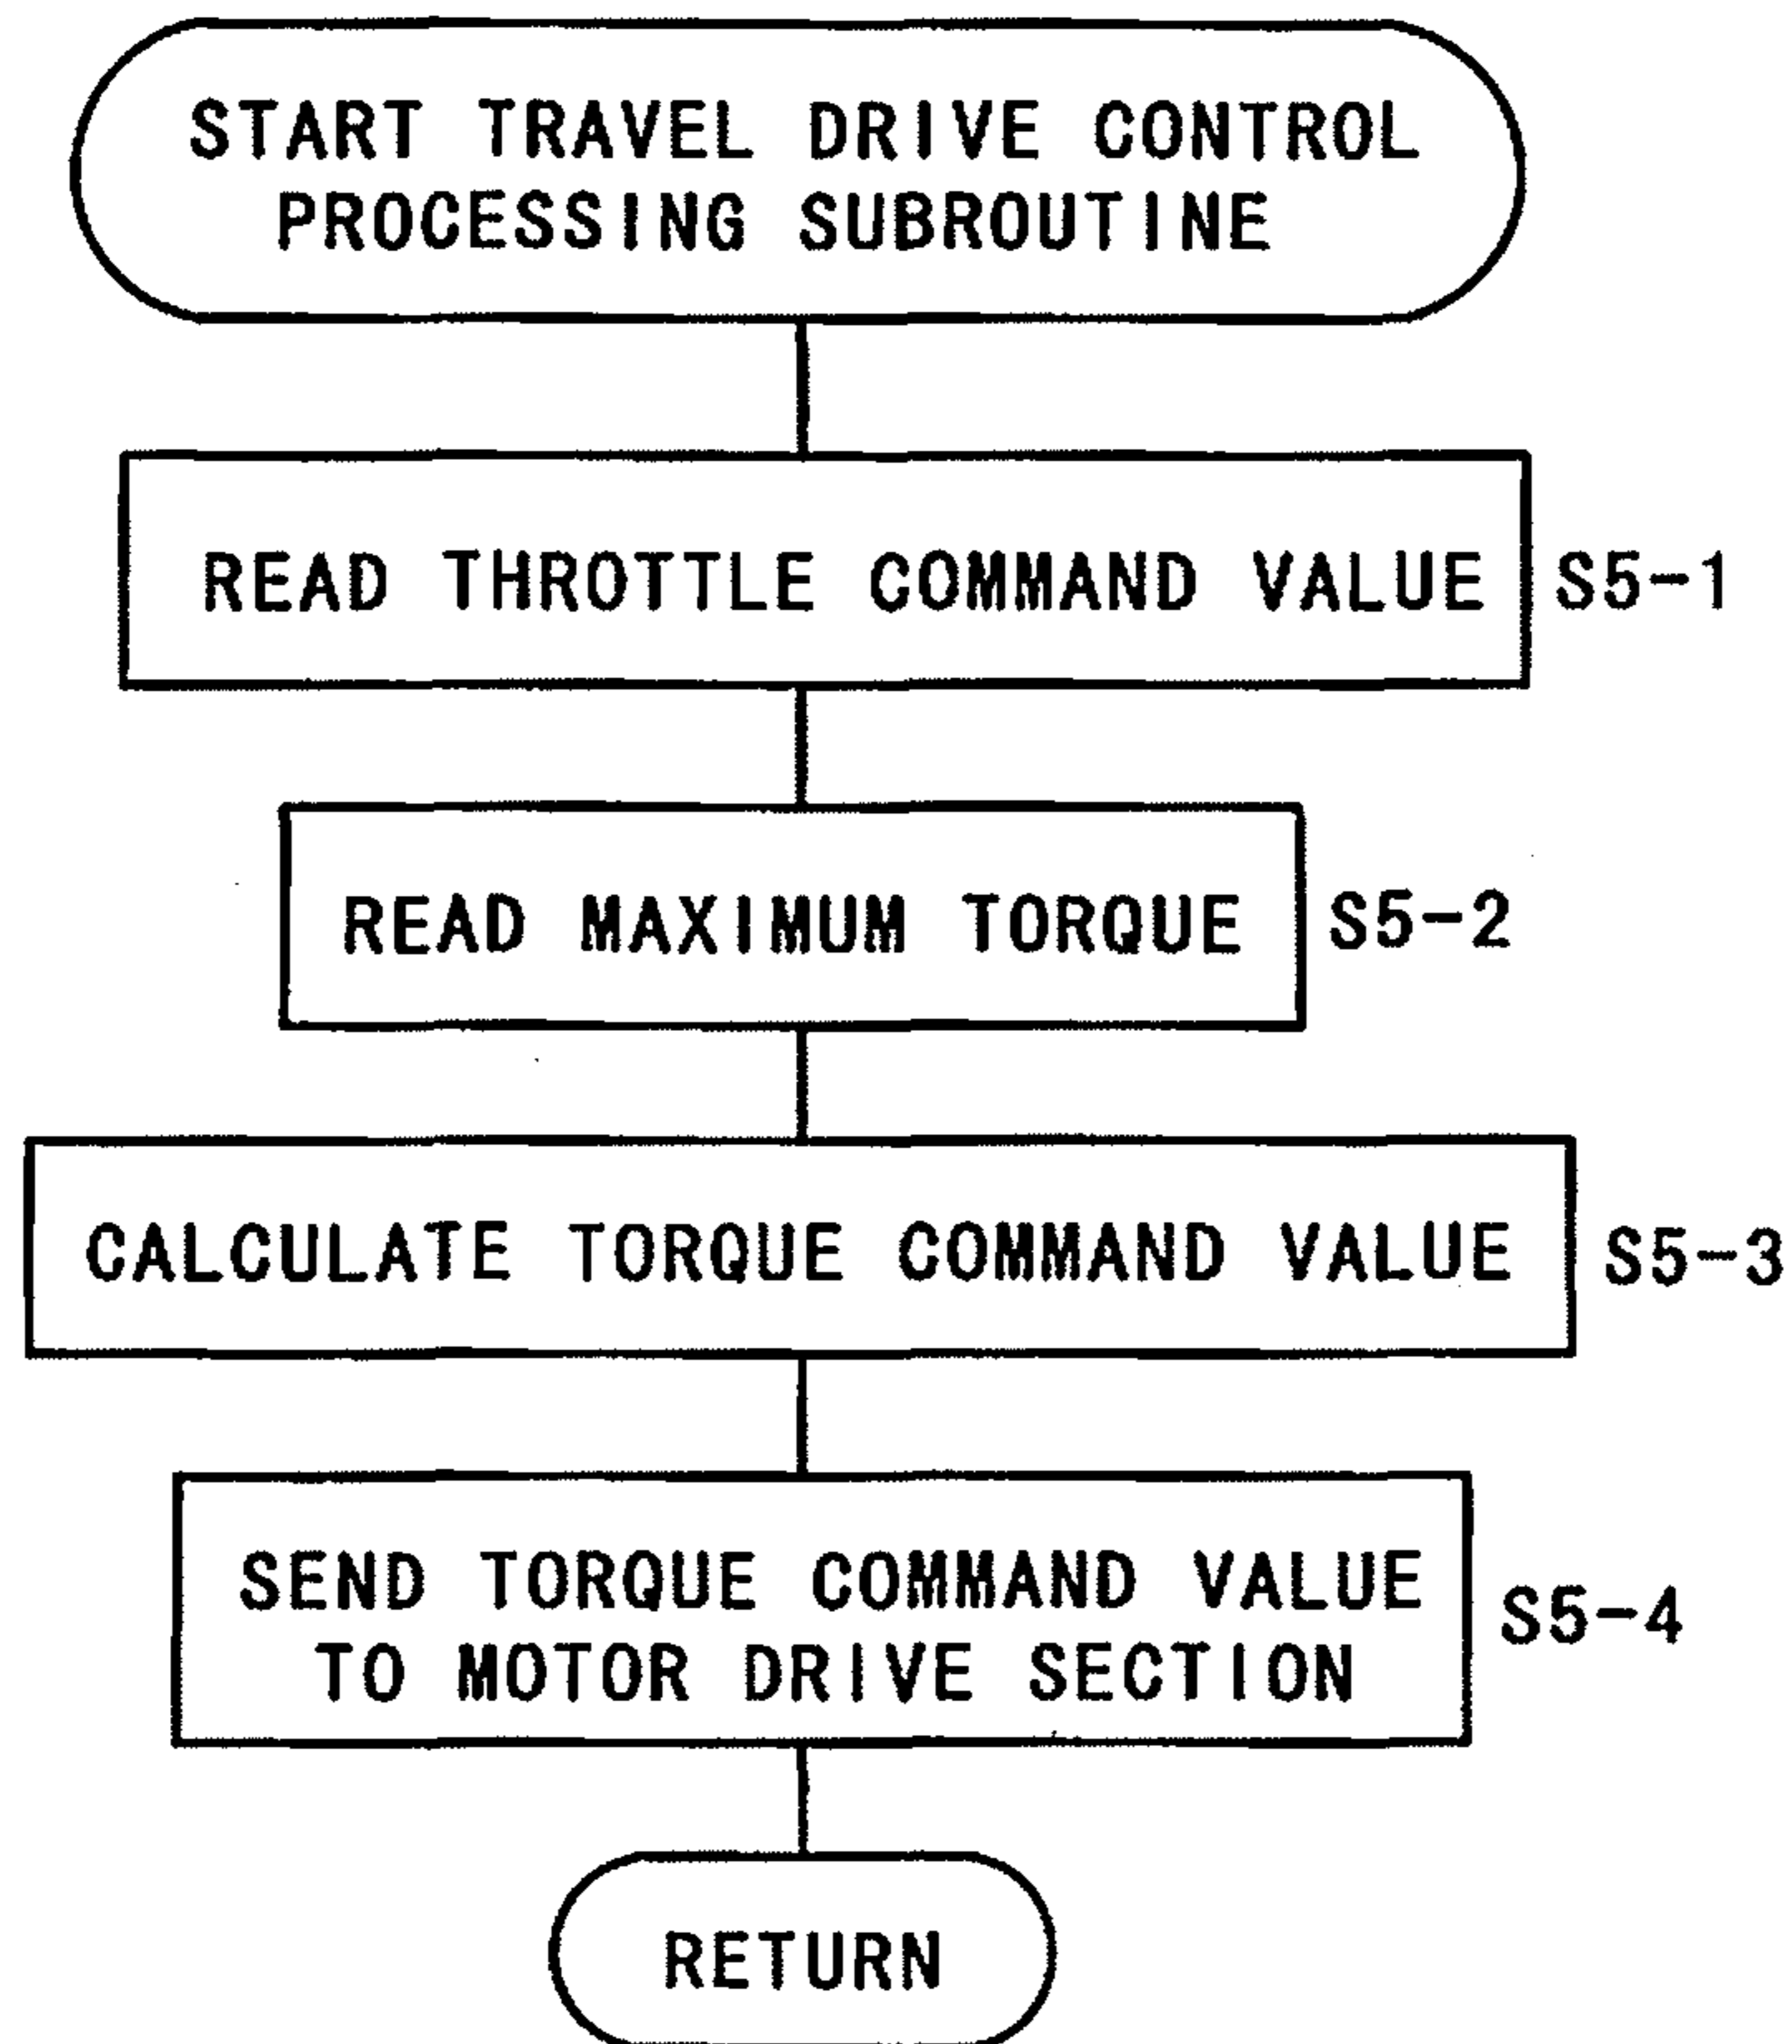 START TRAVEL DRIVE CONTROL
PROCESSING SUBROUTINE
READ THROTTLE COMMAND VALUE S5-1
READ MAXIMUM TORQUE S5-2
CALCULATE TORQUE COMMAND VALUE S5-3
SEND TORQUE COMMAND VALUE
TO MOTOR DRIVE SECTION
S5-4
RETURN